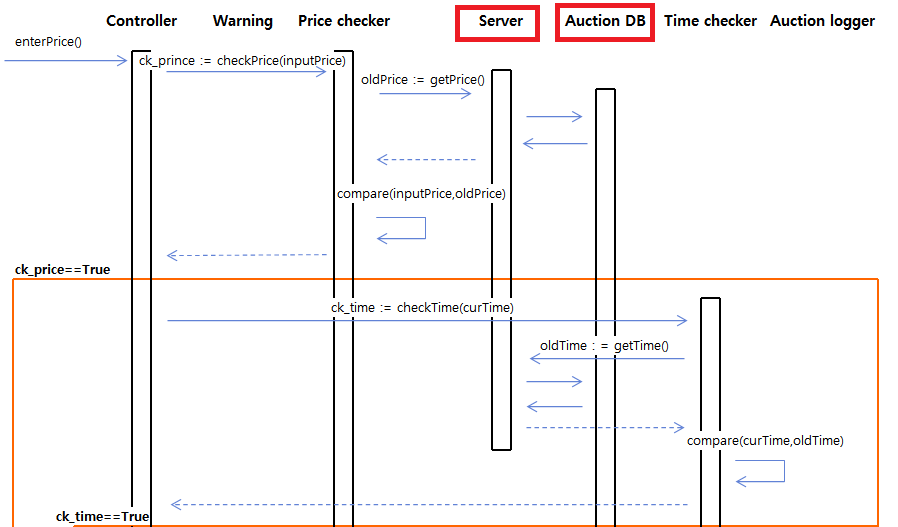 Controller Warning Price checker Server Auction DB Time checker Auction logger
enterPrice()
ck_prince := checkPrice(inputPrice)
oldPrice := getPrice()
compare(inputPrice,oldPrice)
ck_price==True
ck_time := checkTime(curTime)
oldTime : = getTime()
compare(curTime,oldTime)
ck_time==True